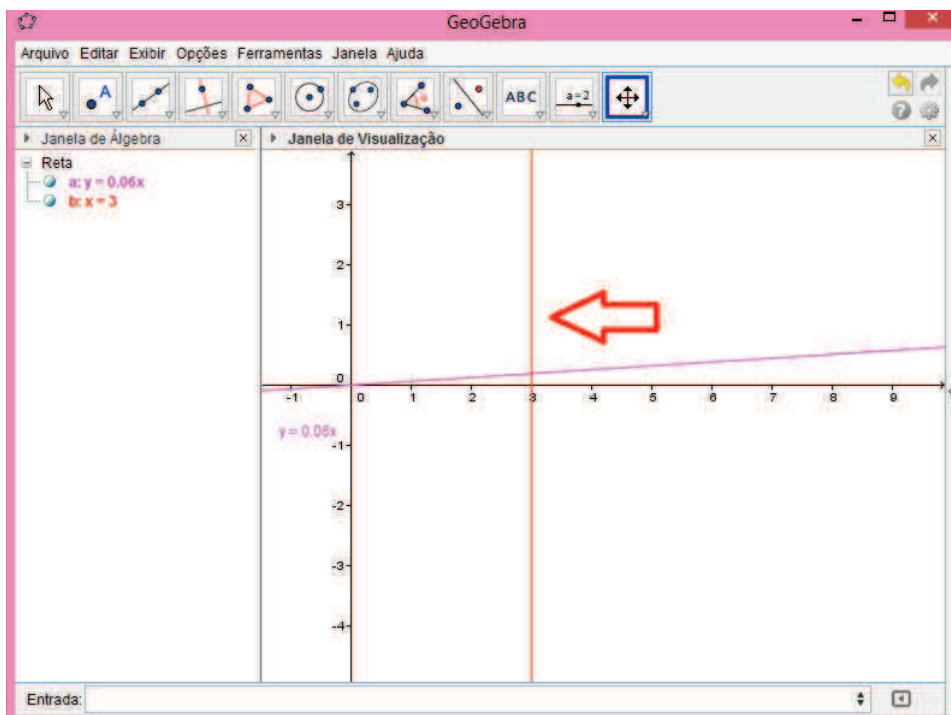 GeoGebra
Arquivo Editar Exibir Opções Ferramentas Janela Ajuda
A
ABC
a=2
Janela de Álgebra
Janela de Visualização
Reta
a: y = 0.06x
b: x = 3
3
2
1
0
-1 0 1 2 3 4 5 6 7 8 9
y = 0.06x
-1
-2
-3
-4
Entrada: